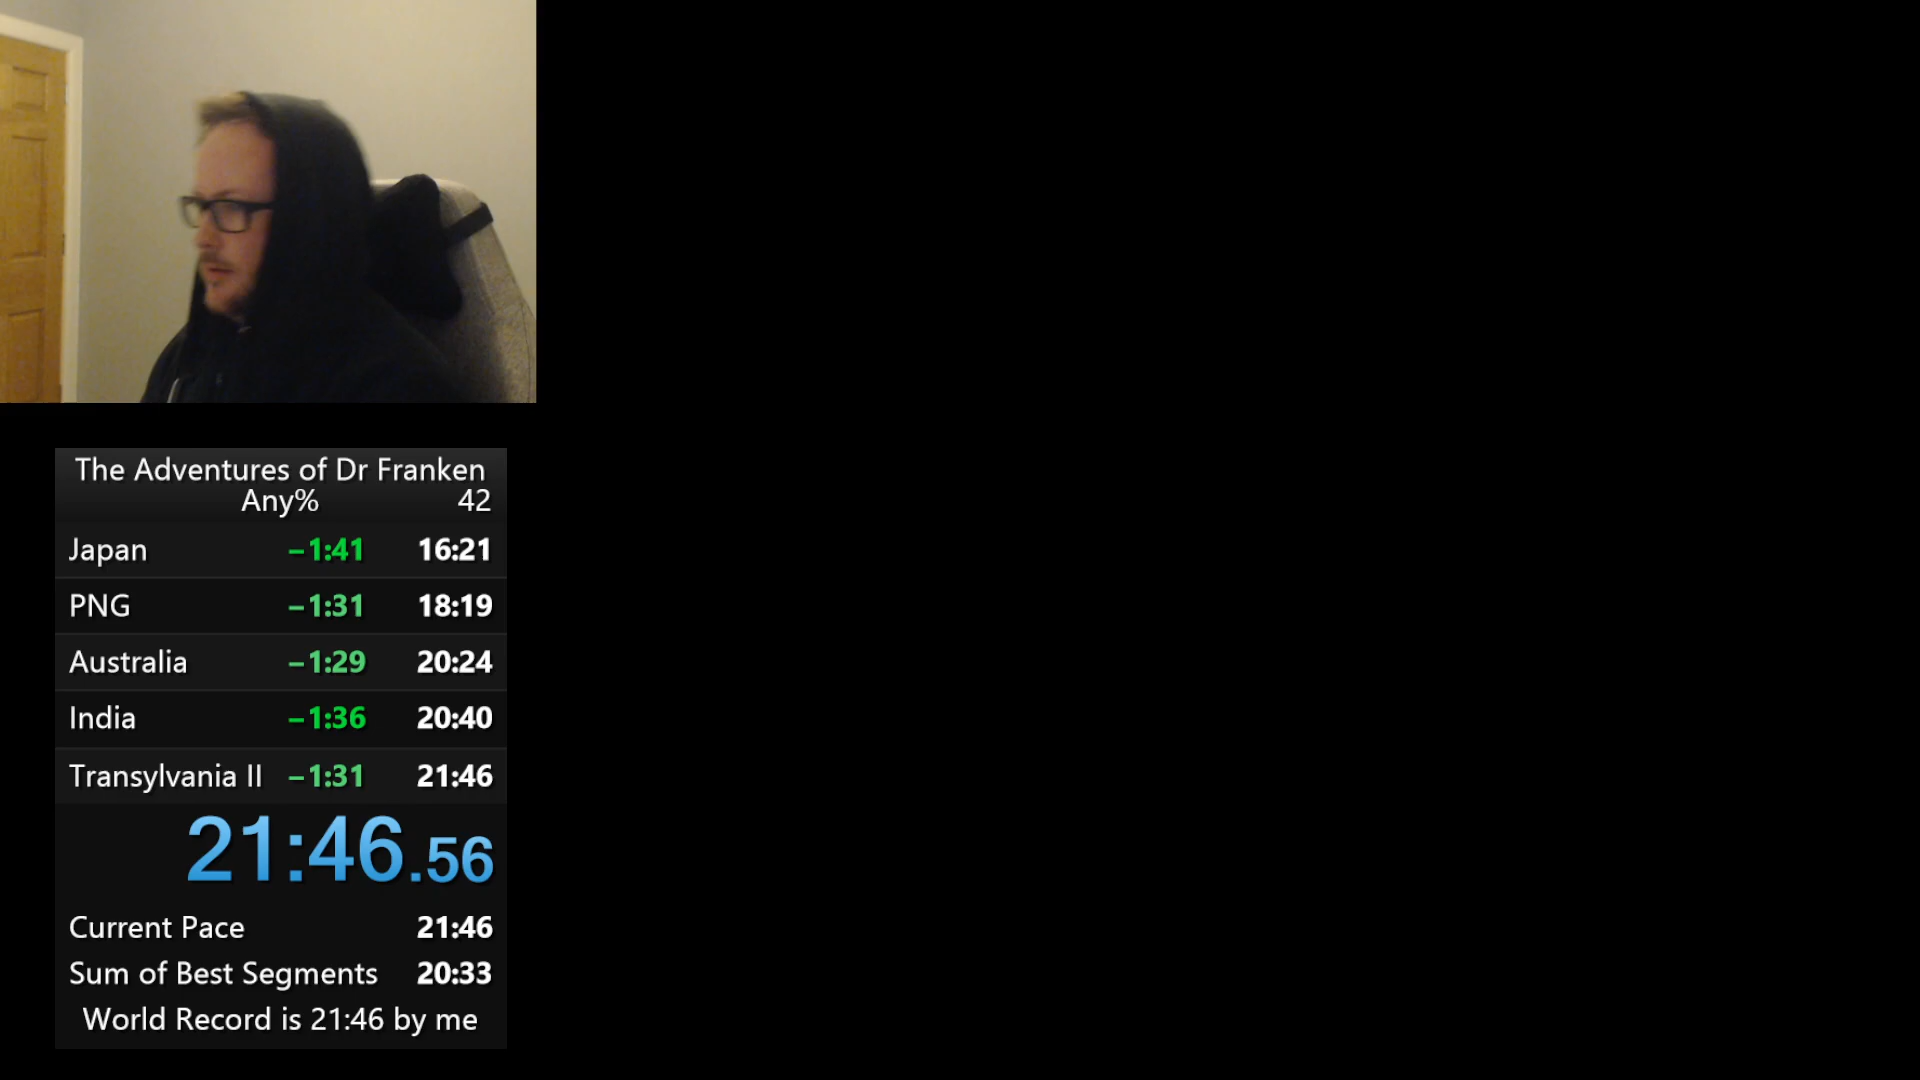 The Adventures of Dr Franken
Any% 42
Japan −1:41 16:21
PNG −1:31 18:19
Australia −1:29 20:24
India −1:36 20:40
Transylvania II −1:31 21:46
21:46.56
Current Pace 21:46
Sum of Best Segments 20:33
World Record is 21:46 by me